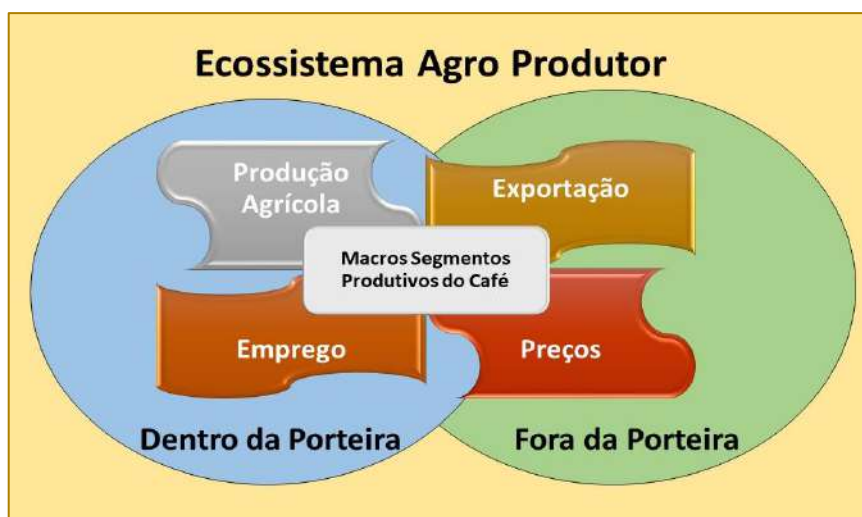 Ecossistema Agro Produtor
Produção
Agrícola
Exportação
Macros Segmentos
Produtivos do Café
Emprego
Preços
Dentro da Porteira
Fora da Porteira